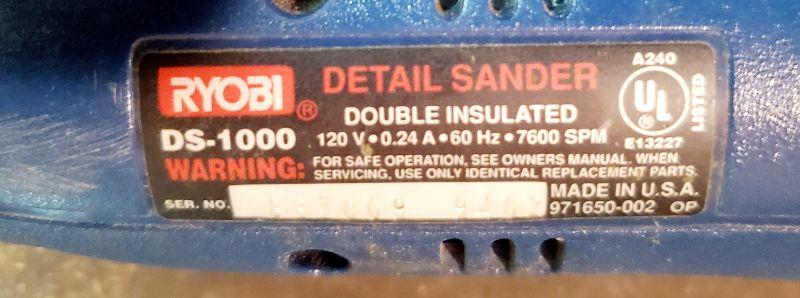 RYOBI ® DETAIL SANDER
A240
UL LISTED
DOUBLE INSULATED
DS-1000 120 V • 0.24 A • 60 Hz • 7600 SPM
E13227
WARNING: FOR SAFE OPERATION, SEE OWNERS MANUAL. WHEN
SERVICING, USE ONLY IDENTICAL REPLACEMENT PARTS.
SER. NO. MADE IN U.S.A.
971650-002 OP